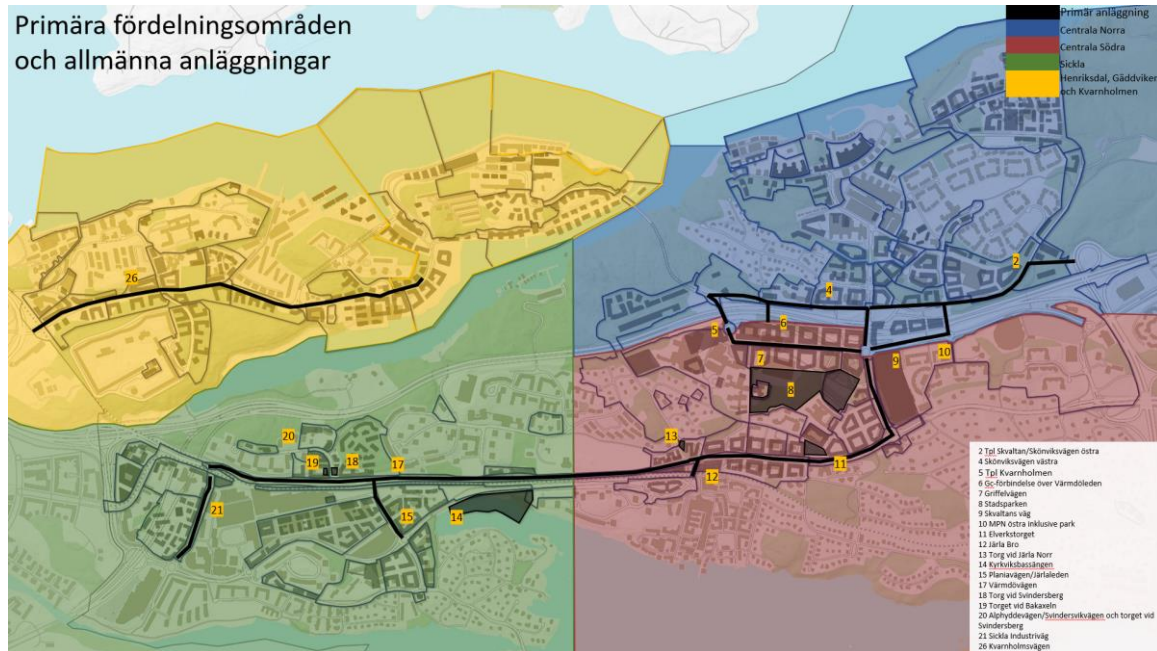 Primära fördelningsområden
och allmänna anläggningar
Primär anläggning
Centrala Norra
Centrala Södra
Sickla
Henriksdal, Gäddviken
och Kvarnholmen
26
2
4
5
6
7
8
9
10
13
11
12
20
19
18
17
21
15
14
2 Tpl Skvaltan/Skönviksvägen östra
4 Skönviksvägen västra
5 Tpl Kvarnholmen
6 Gc-förbindelse över Värmdöleden
7 Griffelvägen
8 Stadsparken
9 Skvaltans väg
10 MPN östra inklusive park
11 Elverkstorget
12 Järla Bro
13 Torg vid Järla Norr
14 Kyrkviksbassängen
15 Planiavägen/Järlaleden
17 Värmdövägen
18 Torg vid Svindersberg
19 Torget vid Bakaxeln
20 Alphyddevägen/Svindersvikvägen och torget vid
Svindersberg
21 Sickla Industriväg
26 Kvarnholmsvägen